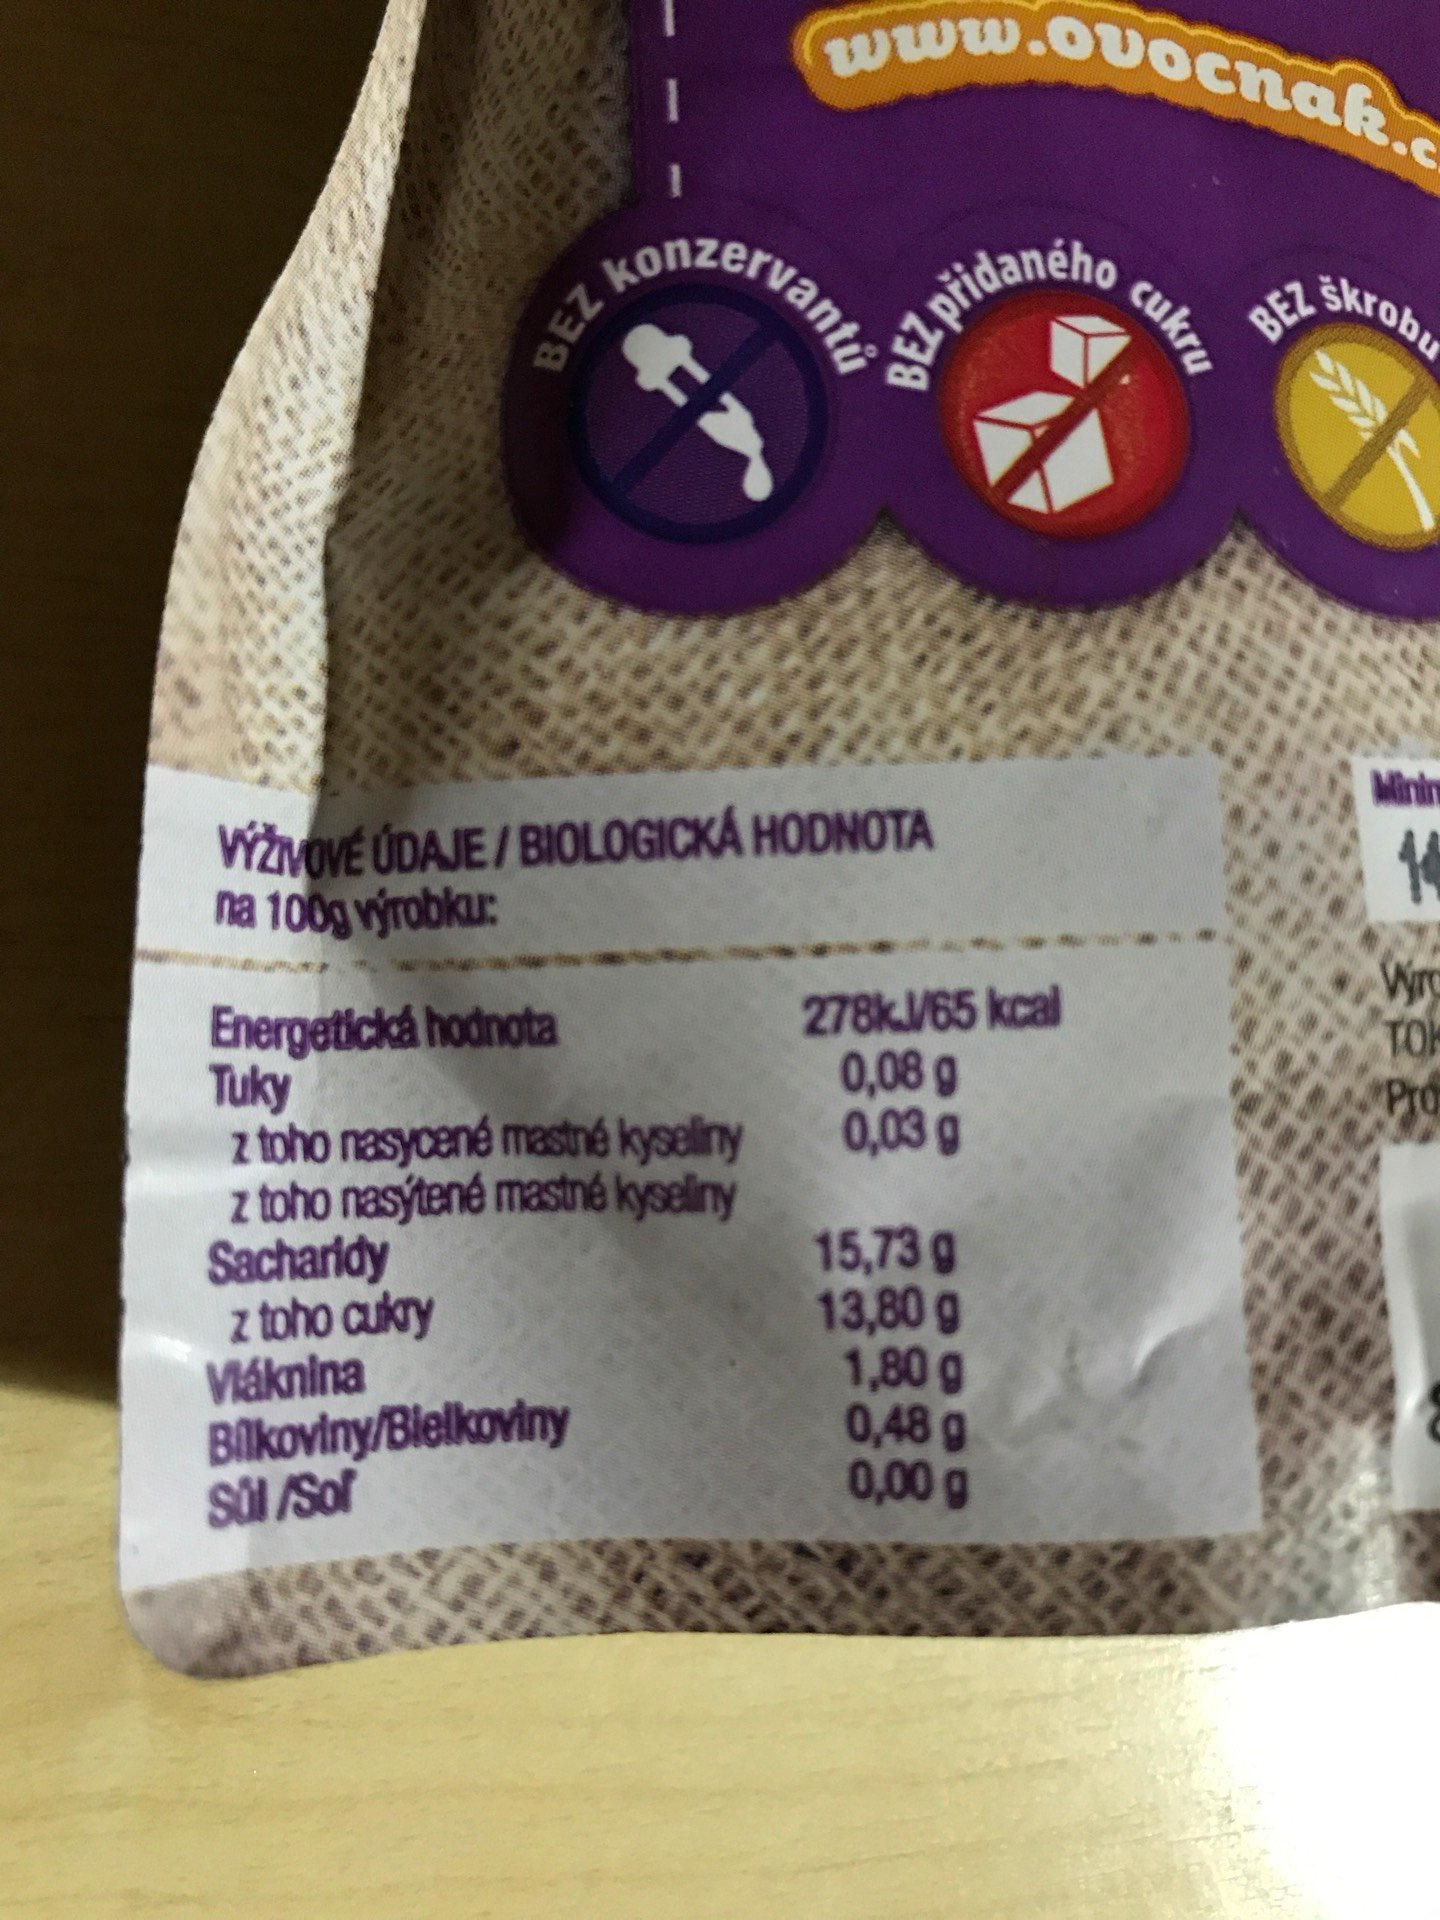 www.ovocnak.c
BEZ konzervantů
BEZ přidaného cukru
BEZ škrobu
VÝŽIVOVÉ ÚDAJE / BIOLOGICKÁ HODNOTA
na 100g výrobku:
Energetická hodnota 278kJ/65 kcal
Tuky 0,08 g
z toho nasycené mastné kyseliny 0,03 g
z toho nasýtené mastné kyseliny
Sacharidy 15,73 g
z toho cukry 13,80 g
Vláknina 1,80 g
Bílkoviny/Bielkoviny 0,48 g
Sůl /Soľ 0,00 g
14